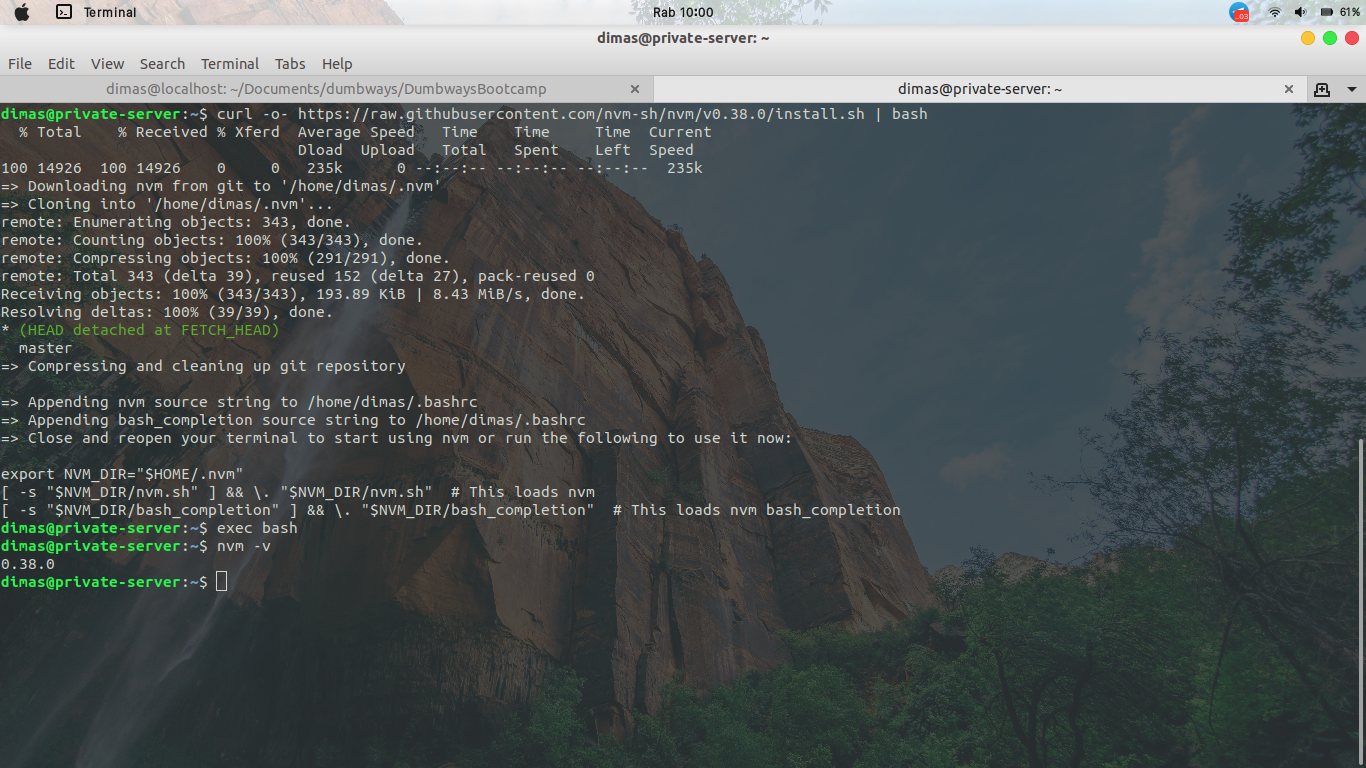 Terminal
Rab 10:00
61%
dimas@private-server: ~
File Edit View Search Terminal Tabs Help
dimas@localhost: ~/Documents/dumbways/DumbwaysBootcamp
dimas@private-server: ~
dimas@private-server:~$ curl -o- https://raw.githubusercontent.com/nvm-sh/nvm/v0.38.0/install.sh | bash
  % Total    % Received % Xferd  Average Speed   Time    Time     Time  Current
                                 Dload  Upload   Total   Spent    Left  Speed
100 14926  100 14926    0     0   235k      0 --:--:-- --:--:-- --:--:--  235k
=> Downloading nvm from git to '/home/dimas/.nvm'
=> Cloning into '/home/dimas/.nvm'...
remote: Enumerating objects: 343, done.
remote: Counting objects: 100% (343/343), done.
remote: Compressing objects: 100% (291/291), done.
remote: Total 343 (delta 39), reused 152 (delta 27), pack-reused 0
Receiving objects: 100% (343/343), 193.89 KiB | 8.43 MiB/s, done.
Resolving deltas: 100% (39/39), done.
* (HEAD detached at FETCH_HEAD)
  master
=> Compressing and cleaning up git repository
=> Appending nvm source string to /home/dimas/.bashrc
=> Appending bash_completion source string to /home/dimas/.bashrc
=> Close and reopen your terminal to start using nvm or run the following to use it now:
export NVM_DIR="$HOME/.nvm"
[ -s "$NVM_DIR/nvm.sh" ] && \. "$NVM_DIR/nvm.sh"  # This loads nvm
[ -s "$NVM_DIR/bash_completion" ] && \. "$NVM_DIR/bash_completion"  # This loads nvm bash_completion
dimas@private-server:~$ exec bash
dimas@private-server:~$ nvm -v
0.38.0
dimas@private-server:~$